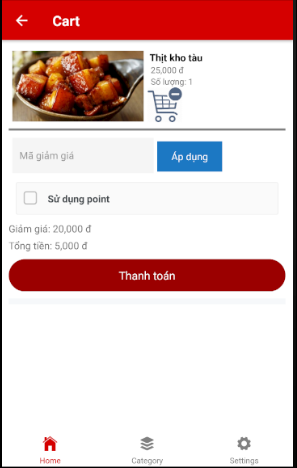 Cart
Thịt kho tàu
25,000 đ
Số lượng: 1
Mã giảm giá
Áp dụng
Sử dụng point
Giảm giá: 20,000 đ
Tổng tiền: 5,000 đ
Thanh toán
Home
Category
Settings